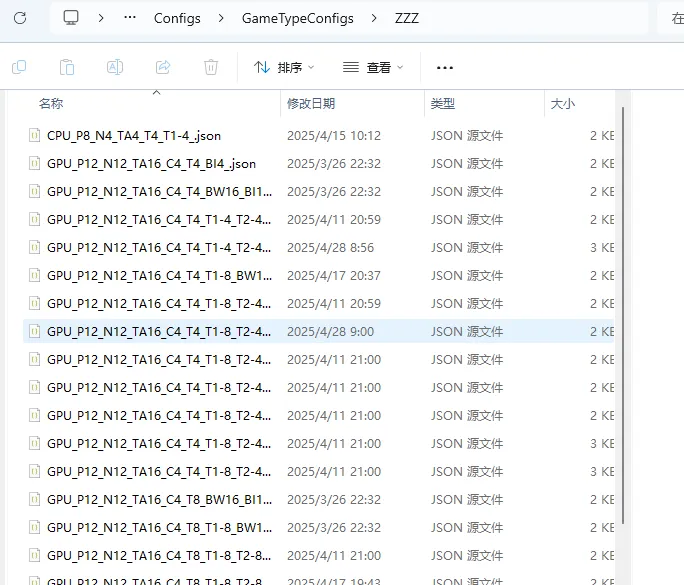 ··· Configs > GameTypeConfigs > ZZZ 在
排序 查看 ···
名称 修改日期 类型 大小
CPU_P8_N4_TA4_T4_T1-4_.json 2025/4/15 10:12 JSON 源文件 2 KE
GPU_P12_N12_TA16_C4_T4_BI4_.json 2025/3/26 22:32 JSON 源文件 2 KE
GPU_P12_N12_TA16_C4_T4_BW16_BI1... 2025/3/26 22:32 JSON 源文件 2 KE
GPU_P12_N12_TA16_C4_T4_T1-4_T2-4... 2025/4/11 20:59 JSON 源文件 2 KE
GPU_P12_N12_TA16_C4_T4_T1-4_T2-4... 2025/4/28 8:56 JSON 源文件 3 KE
GPU_P12_N12_TA16_C4_T4_T1-8_BW1... 2025/4/17 20:37 JSON 源文件 2 KE
GPU_P12_N12_TA16_C4_T4_T1-8_T2-4... 2025/4/11 20:59 JSON 源文件 2 KE
GPU_P12_N12_TA16_C4_T4_T1-8_T2-4... 2025/4/28 9:00 JSON 源文件 2 KE
GPU_P12_N12_TA16_C4_T4_T1-8_T2-4... 2025/4/11 21:00 JSON 源文件 2 KE
GPU_P12_N12_TA16_C4_T4_T1-8_T2-4... 2025/4/11 21:00 JSON 源文件 2 KE
GPU_P12_N12_TA16_C4_T4_T1-8_T2-4... 2025/4/11 21:00 JSON 源文件 2 KE
GPU_P12_N12_TA16_C4_T4_T1-8_T2-4... 2025/4/11 21:00 JSON 源文件 3 KE
GPU_P12_N12_TA16_C4_T4_T1-8_T2-4... 2025/4/11 21:00 JSON 源文件 3 KE
GPU_P12_N12_TA16_C4_T8_BW16_BI1... 2025/3/26 22:32 JSON 源文件 2 KE
GPU_P12_N12_TA16_C4_T8_T1-8_BW1... 2025/3/26 22:32 JSON 源文件 2 KE
GPU_P12_N12_TA16_C4_T8_T1-8_T2-8... 2025/4/11 21:00 JSON 源文件 2 KE
GPU_P12_N12_TA16_C4_T8_T1-8_T2-8... 2025/4/17 19:43 JSON 源文件 2 KE